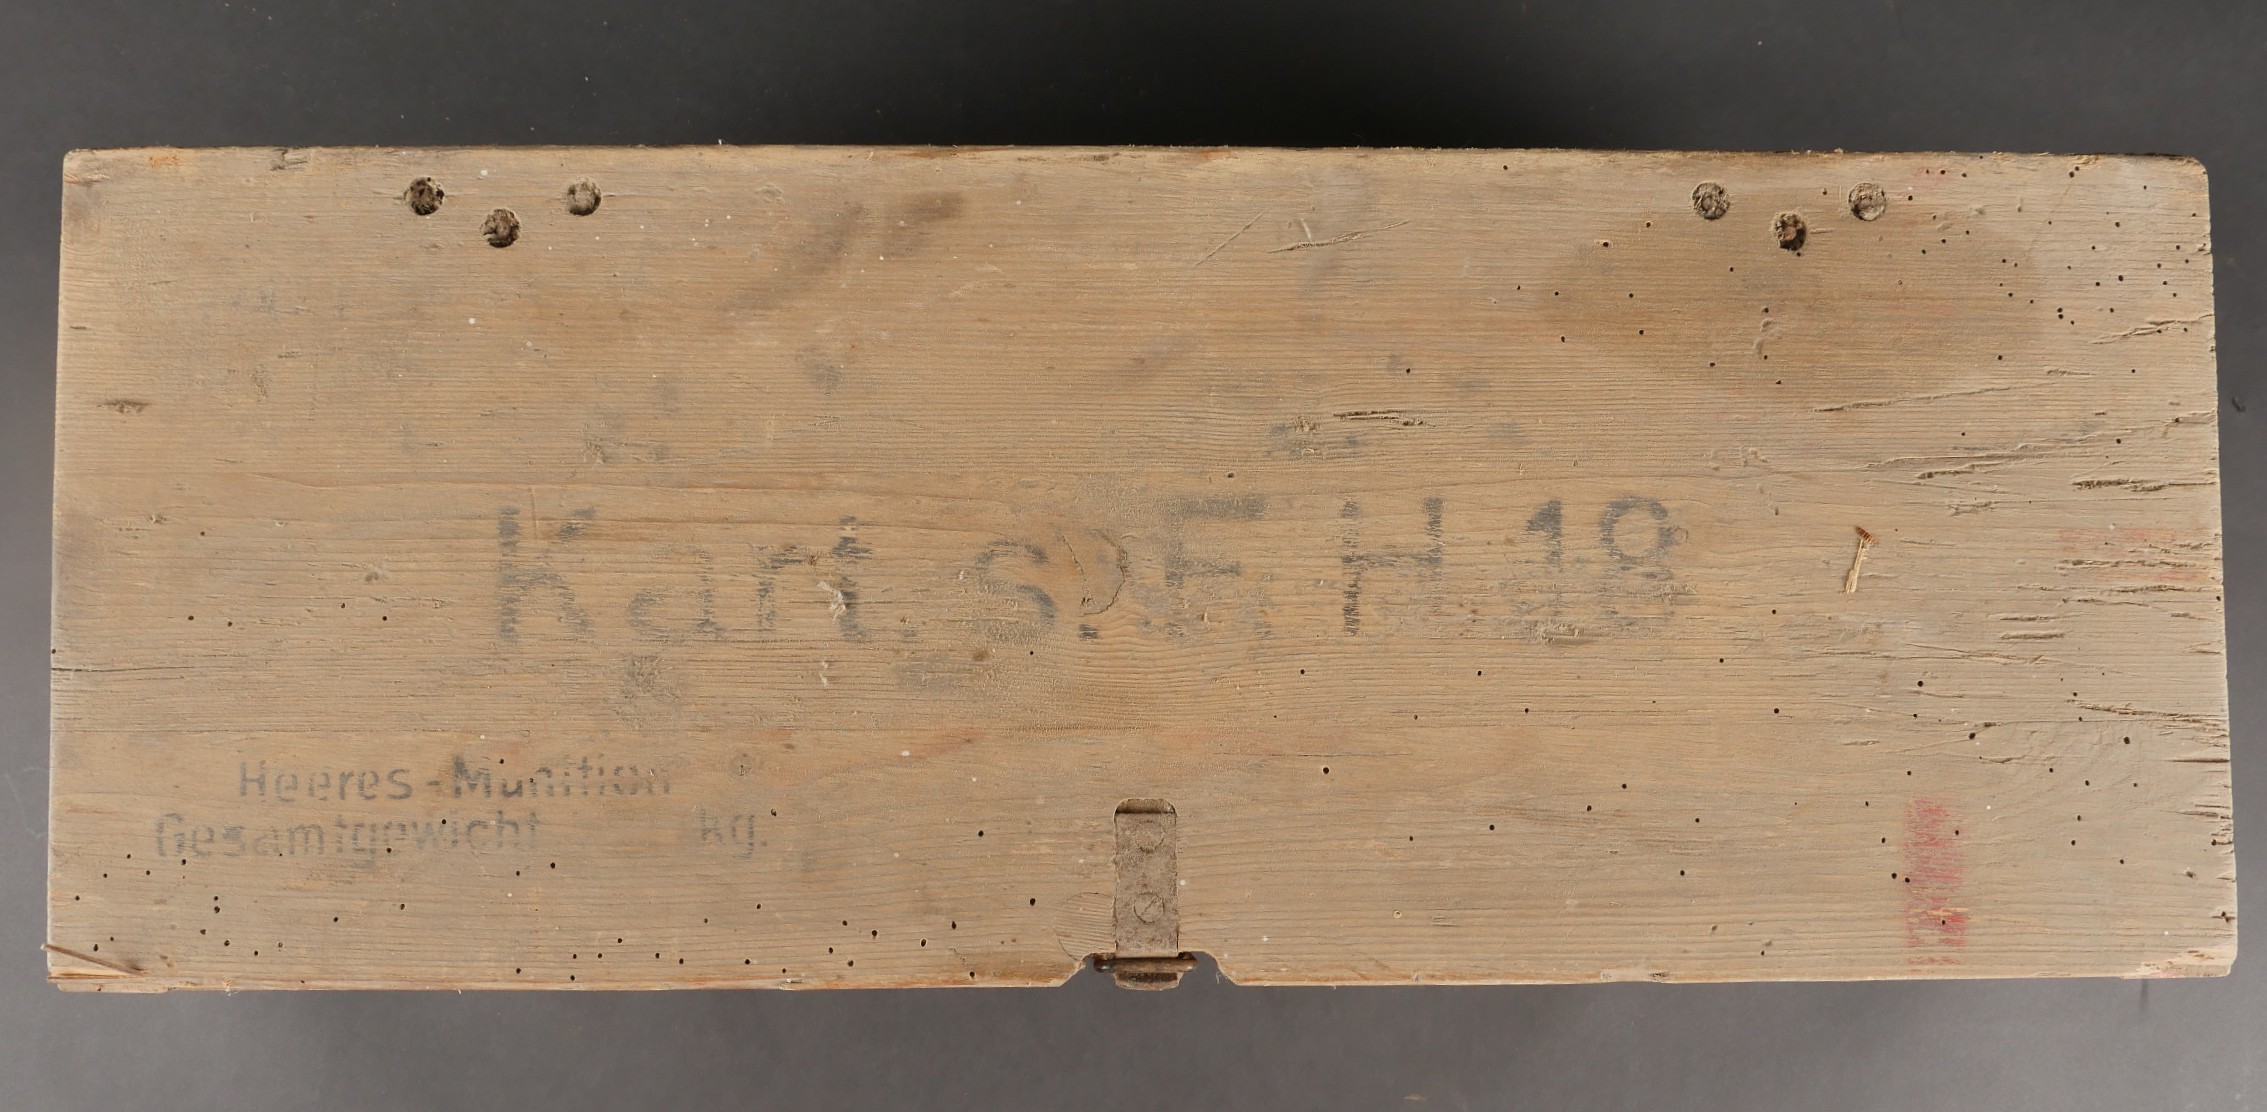 Kart. s. F. H. 18
Heeres-Munition
Gesamtgewicht kg.